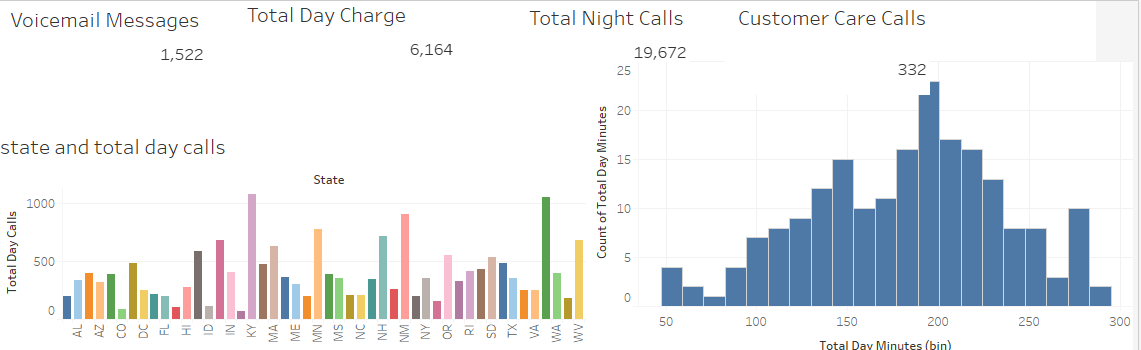 Voicemail Messages
1,522
Total Day Charge
6,164
Total Night Calls
19,672
Customer Care Calls
332
state and total day calls
State
Total Day Calls
1000
500
0
AL AZ CO DC FL HI ID IN KY MA ME MN MS NC NH NM NY OR RI SD TX VA WA WV
Count of Total Day Minutes
25
20
15
10
5
0
50 100 150 200 250 300
Total Day Minutes (bin)